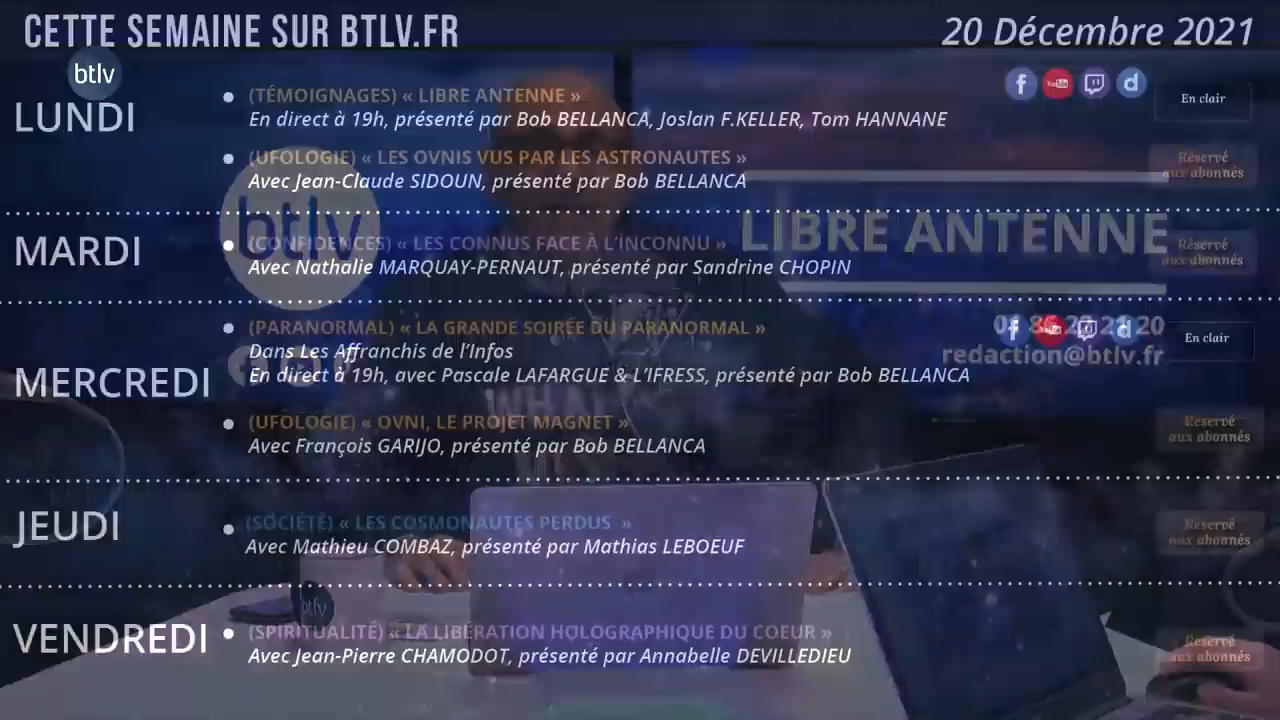 CETTE SEMAINE SUR BTLV.FR
20 Décembre 2021
btlv
LUNDI
(TÉMOIGNAGES) « LIBRE ANTENNE »
En direct à 19h, présenté par Bob BELLANCA, Joslan F.KELLER, Tom HANNANE
En clair
(UFOLOGIE) « LES OVNIS VUS PAR LES ASTRONAUTES »
Avec Jean-Claude SIDOUN, présenté par Bob BELLANCA
Réservé
aux abonnés
btlv
LIBRE ANTENNE
MARDI
(CONFIDENCES) « LES CONNUS FACE À L'INCONNU »
Avec Nathalie MARQUAY-PERNAUT, présenté par Sandrine CHOPIN
Réservé
aux abonnés
MERCREDI
(PARANORMAL) « LA GRANDE SOIRÉE DU PARANORMAL »
Dans Les Affranchis de l'Infos
En direct à 19h, avec Pascale LAFARGUE & L'IFRESS, présenté par Bob BELLANCA
En clair
redaction@btlv.fr
(UFOLOGIE) « OVNI, LE PROJET MAGNET »
Avec François GARIJO, présenté par Bob BELLANCA
Réservé
aux abonnés
JEUDI
(SOCIÉTÉ) « LES COSMONAUTES PERDUS »
Avec Mathieu COMBAZ, présenté par Mathias LEBOEUF
Réservé
aux abonnés
btlv
VENDREDI
(SPIRITUALITÉ) « LA LIBÉRATION HOLOGRAPHIQUE DU COEUR »
Avec Jean-Pierre CHAMODOT, présenté par Annabelle DEVILLEDIEU
Réservé
aux abonnés